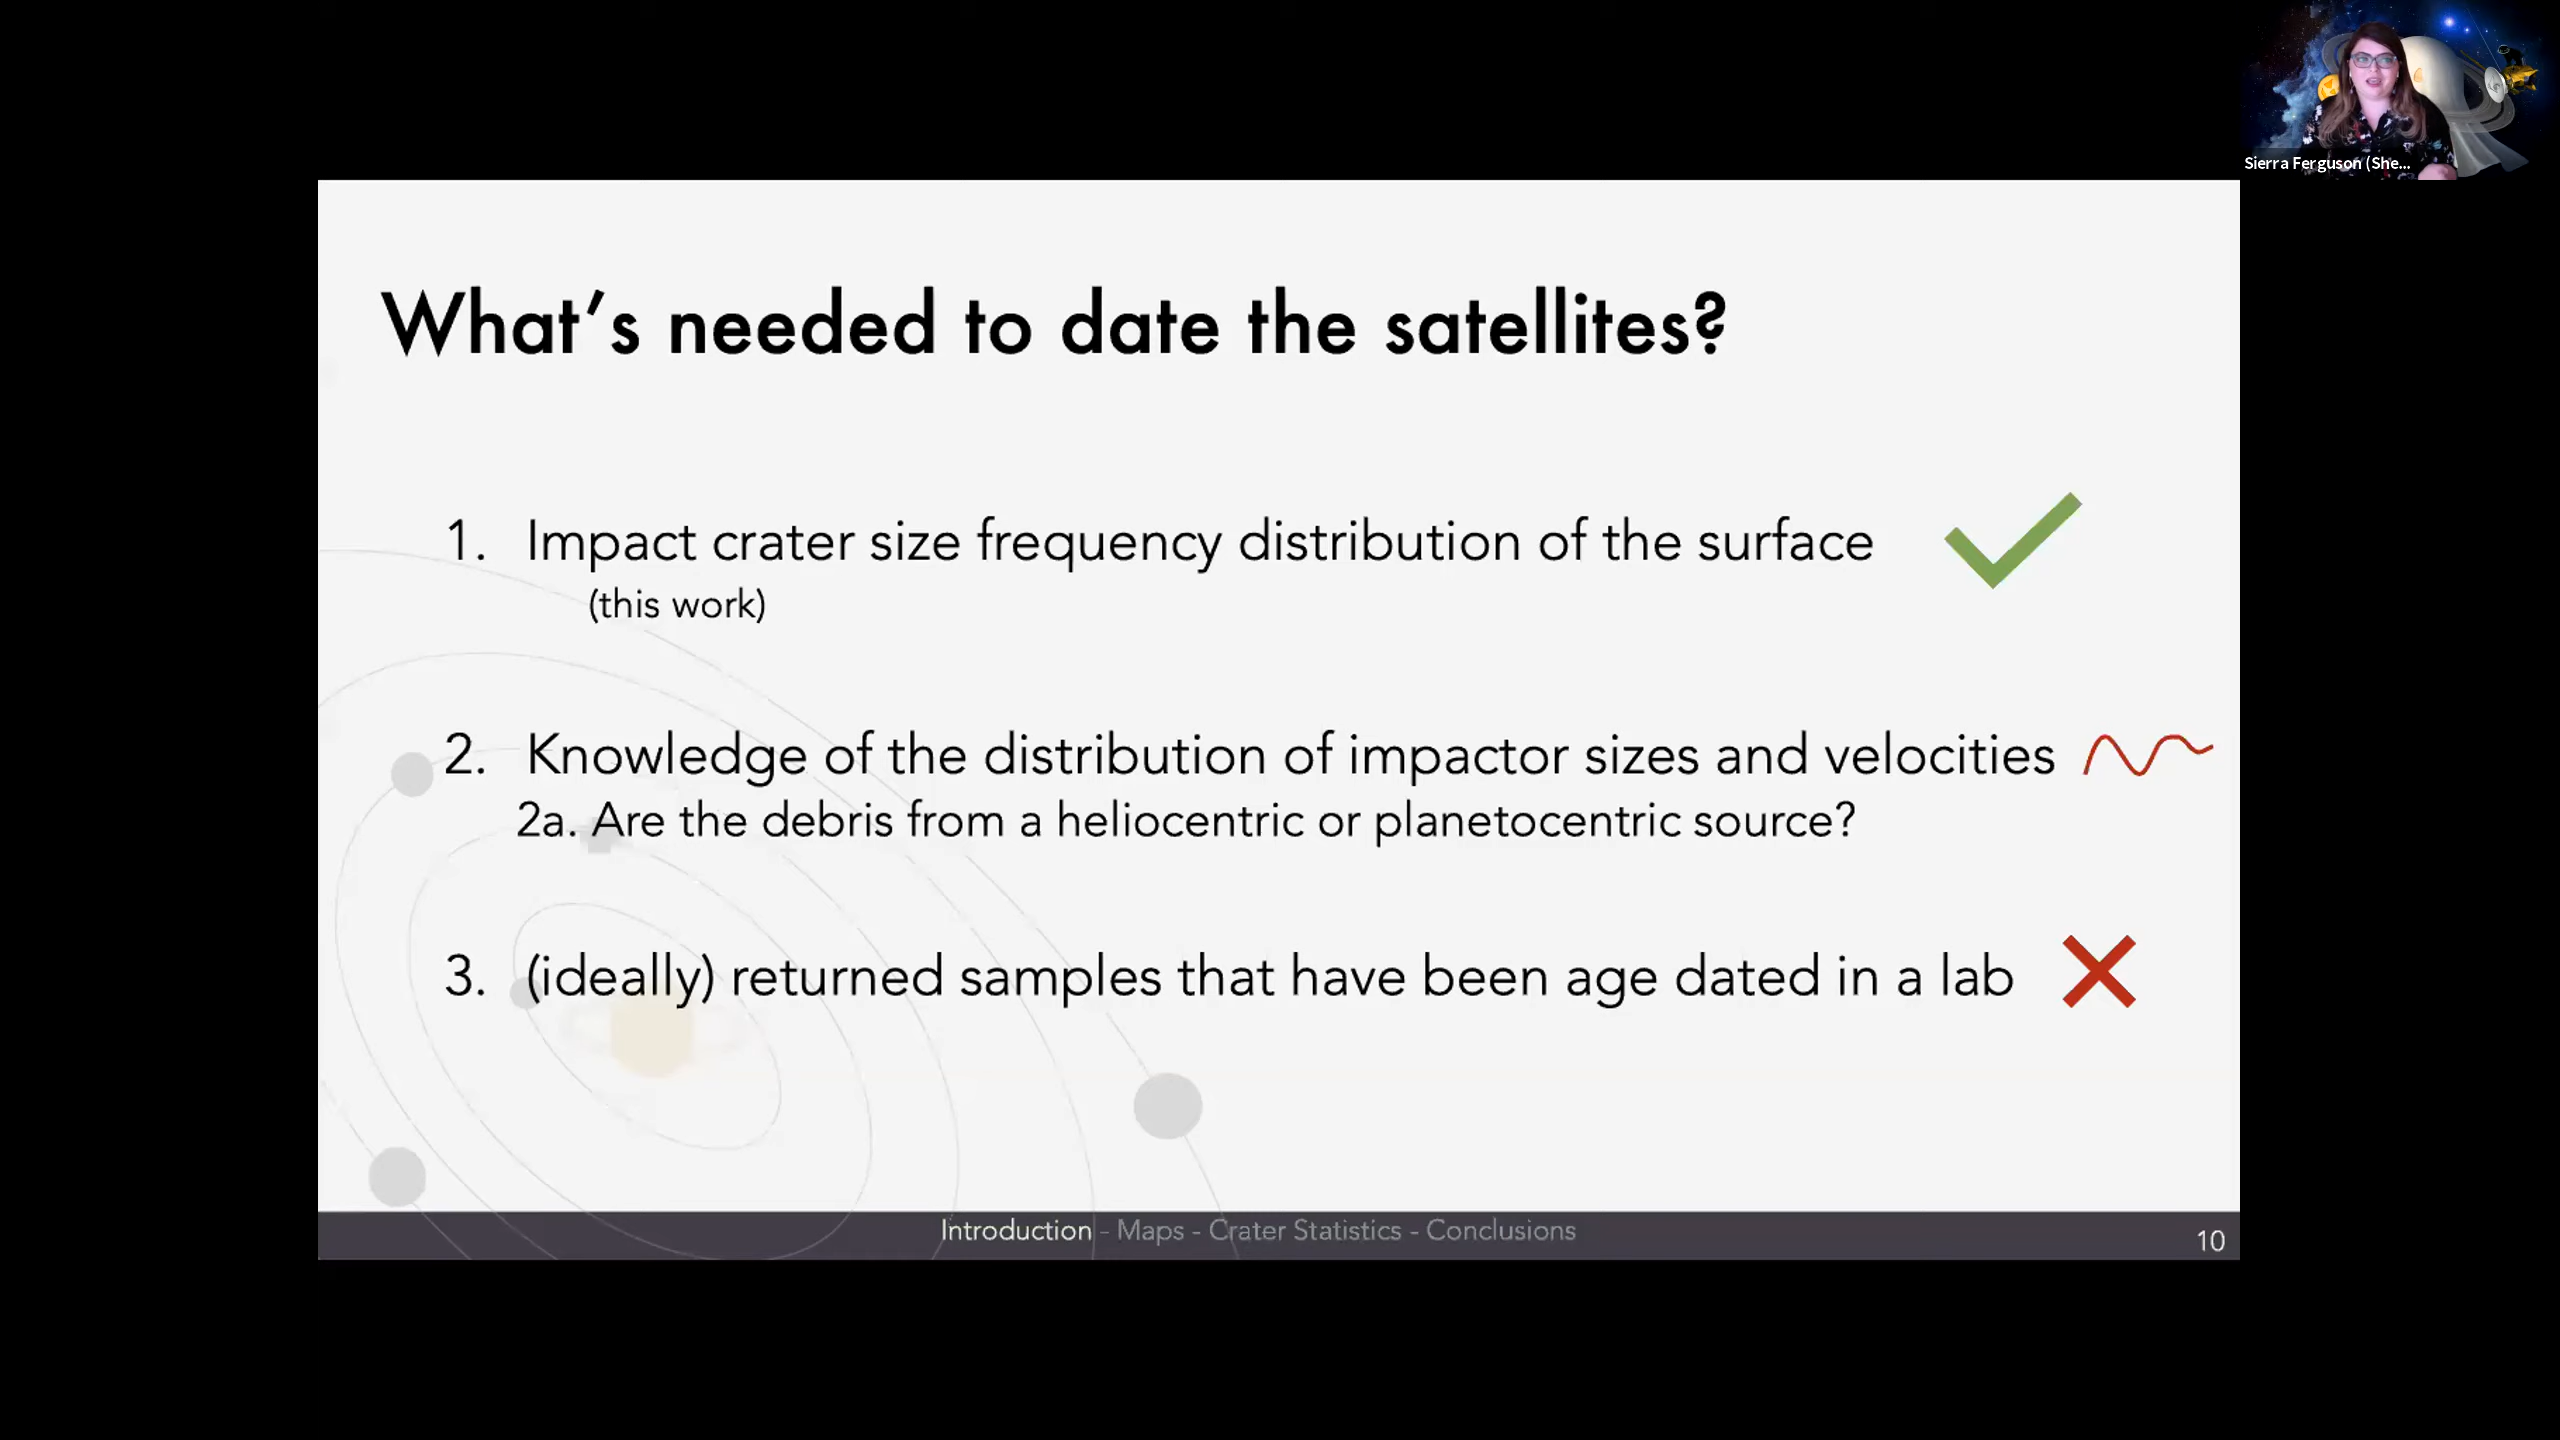 Sierra Ferguson (She...
What's needed to date the satellites?
1. Impact crater size frequency distribution of the surface
(this work)
2. Knowledge of the distribution of impactor sizes and velocities
2a. Are the debris from a heliocentric or planetocentric source?
3. (ideally) returned samples that have been age dated in a lab
Introduction - Maps - Crater Statistics - Conclusions
10